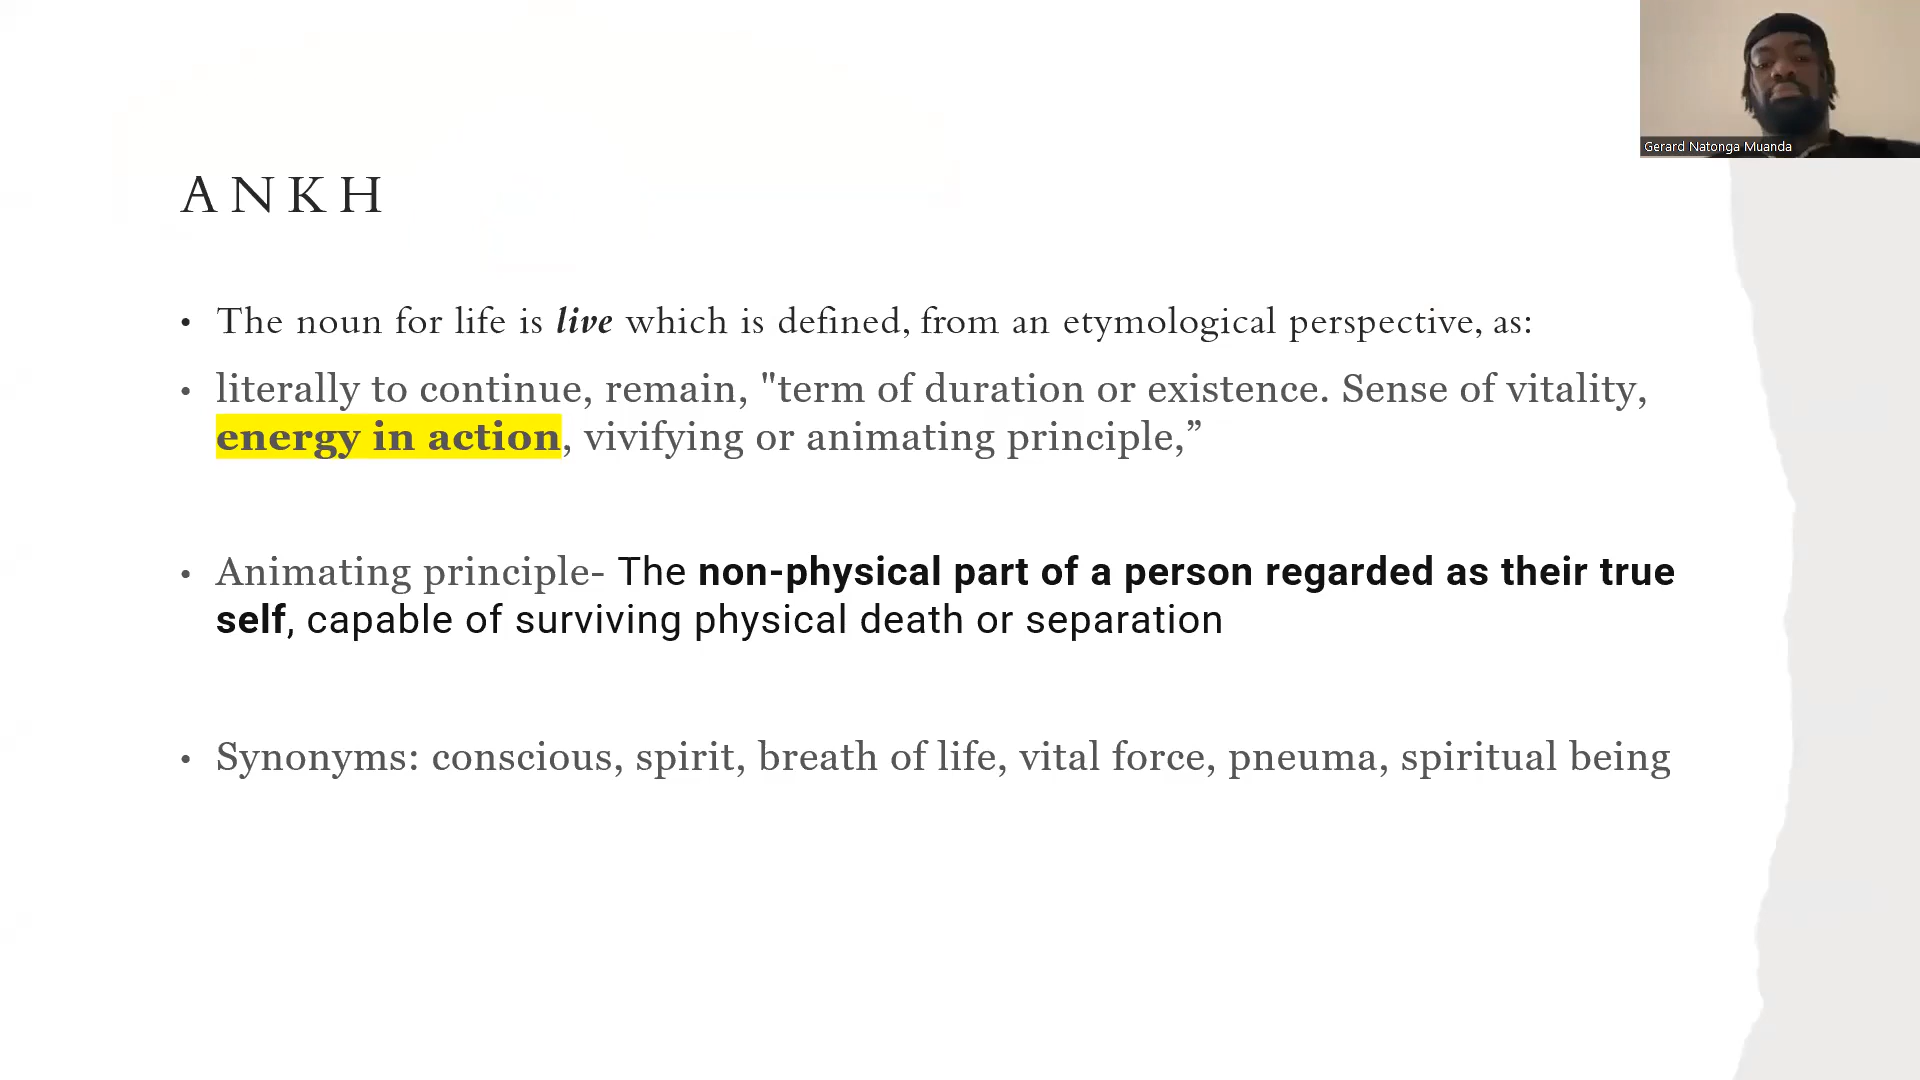 Gerard Natonga Muanda
ANKH
• The noun for life is live which is defined, from an etymological perspective, as:
• literally to continue, remain, "term of duration or existence. Sense of vitality,
energy in action, vivifying or animating principle,”
• Animating principle- The non-physical part of a person regarded as their true
self, capable of surviving physical death or separation
• Synonyms: conscious, spirit, breath of life, vital force, pneuma, spiritual being